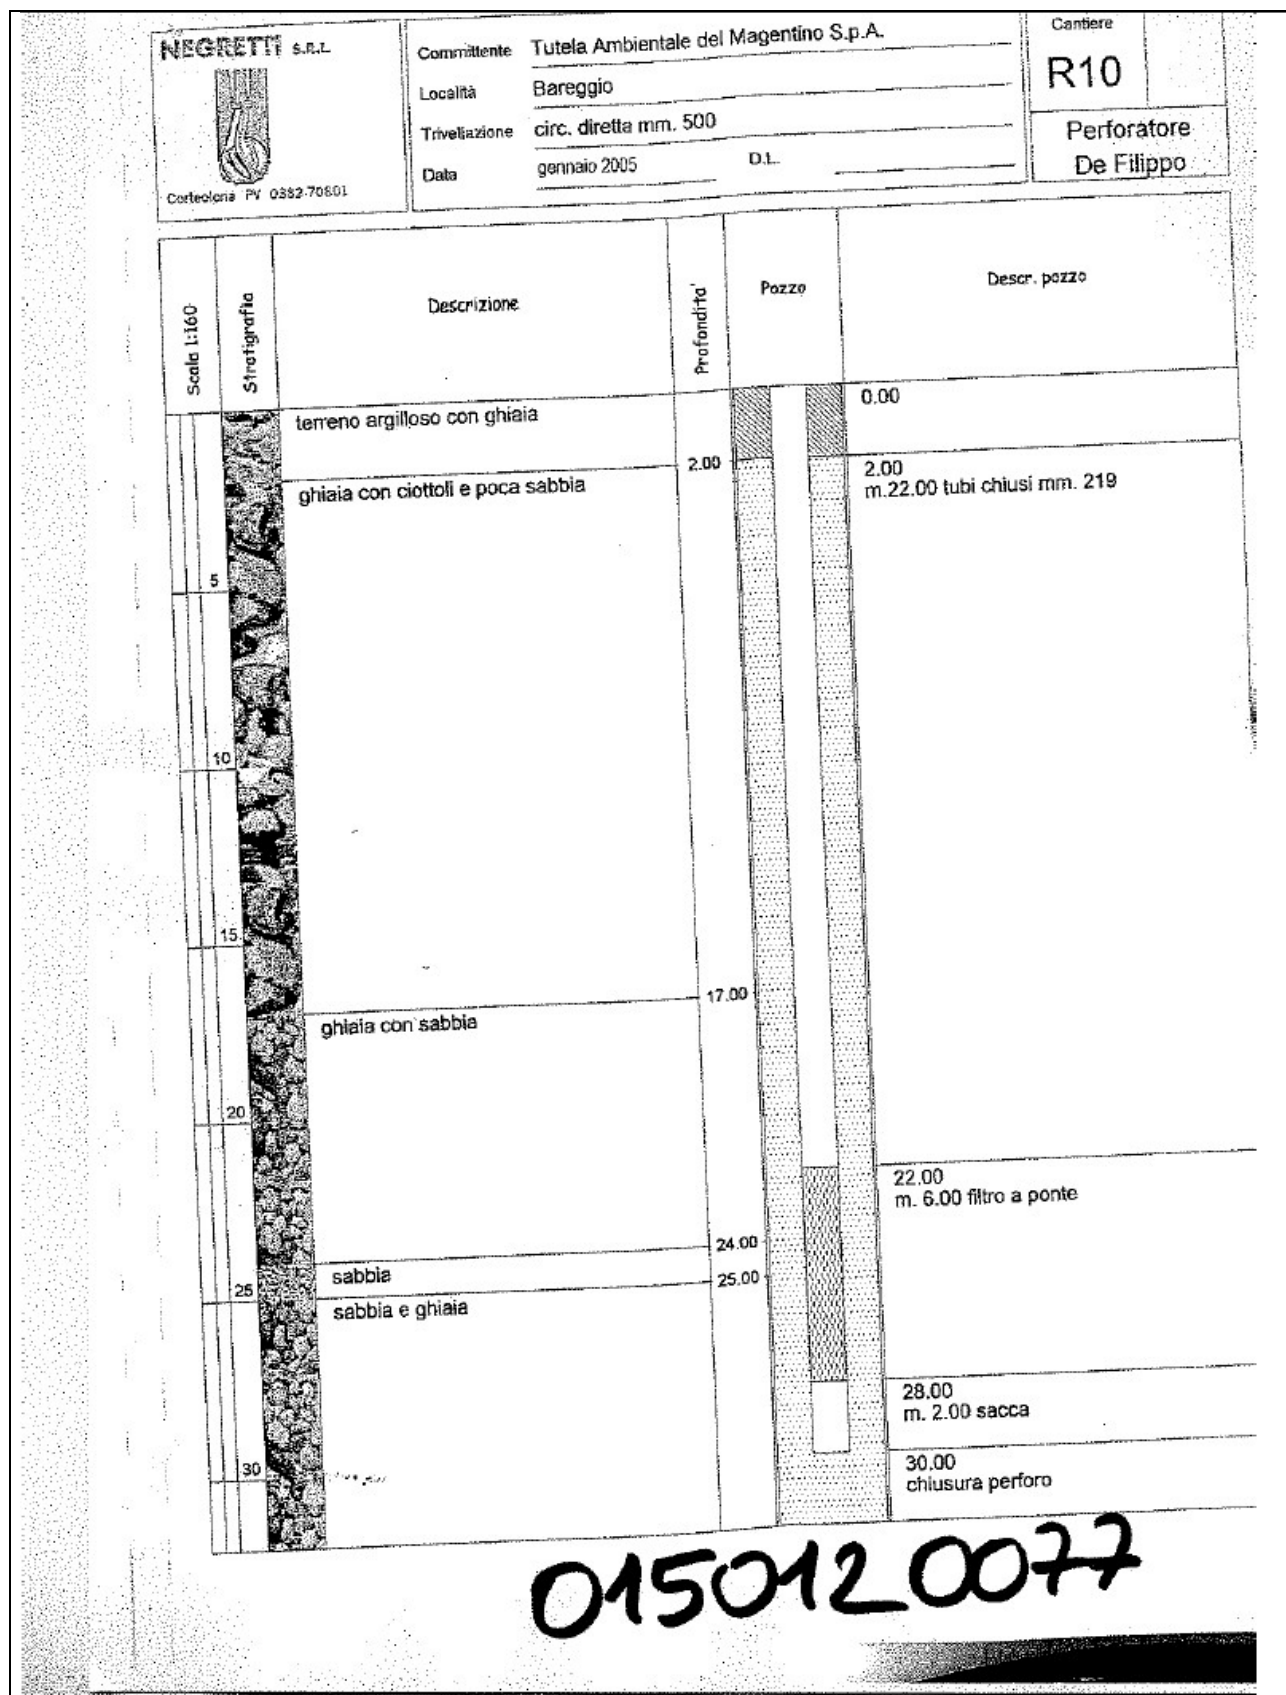 NEGRETTI S.R.L.
Corteolona PV 0382-70801
Committente Tutela Ambientale del Magentino S.p.A.
Località Bareggio
Trivellazione circ. diretta mm. 500
Data gennaio 2005 D.L.
Cantiere
R10
Perforatore
De Filippo
Scala 1:160
Stratigrafia
Descrizione
Profondita'
Pozzo
Descr. pozzo
terreno argilloso con ghiaia
0.00
2.00
ghiaia con ciottoli e poca sabbia
2.00
m.22.00 tubi chiusi mm. 219
5
10
15
17.00
ghiaia con sabbia
20
22.00
m. 6.00 filtro a ponte
24.00
sabbia
25.00
25
sabbia e ghiaia
28.00
m. 2.00 sacca
30
30.00
chiusura perforo
015012 0077